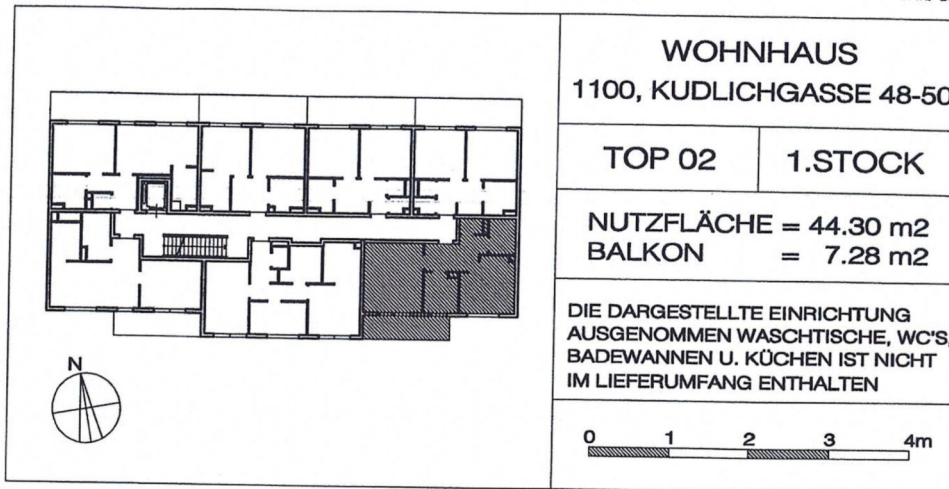 WOHNHAUS
1100, KUDLICHGASSE 48-50
TOP 02
1.STOCK
NUTZFLÄCHE = 44.30 m2
BALKON = 7.28 m2
DIE DARGESTELLTE EINRICHTUNG
AUSGENOMMEN WASCHTISCHE, WC'S,
BADEWANNEN U. KÜCHEN IST NICHT
IM LIEFERUMFANG ENTHALTEN
N
0 1 2 3 4m